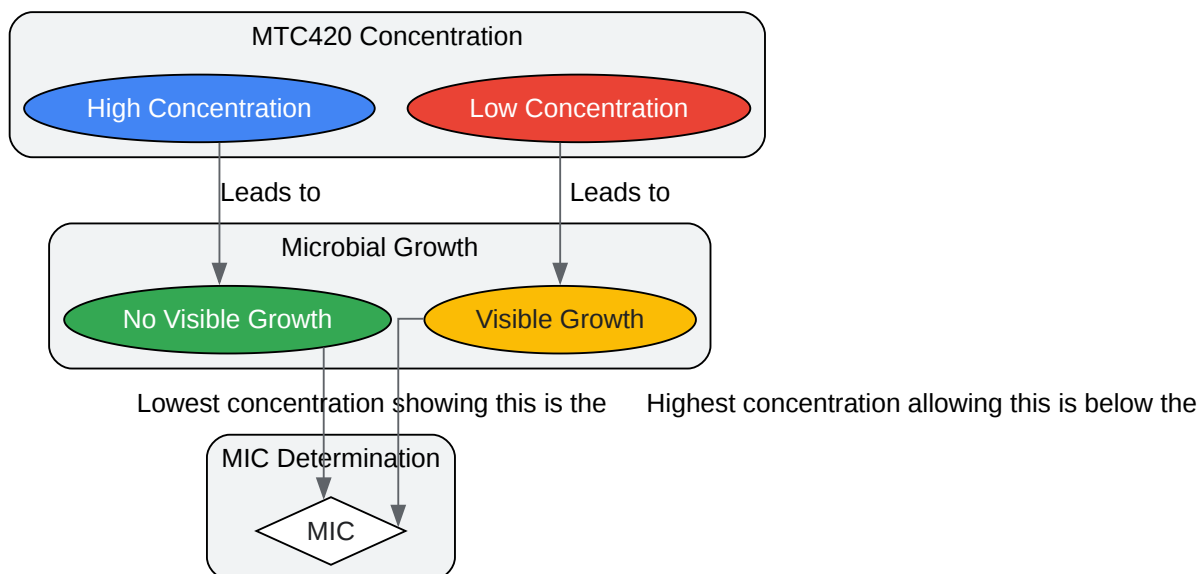 MTC420 Concentration
High Concentration
Low Concentration
Leads to
Leads to
Microbial Growth
No Visible Growth
Visible Growth
Lowest concentration showing this is the
Highest concentration allowing this is below the
MIC Determination
MIC